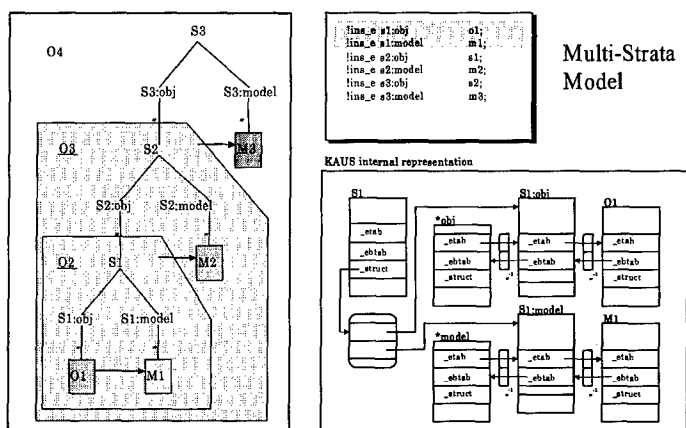 O4
S3
S3:obj
S3:model
O3
S2
M3
S2:obj
S2:model
O2
S1
M2
S1:obj
S1:model
O1
M1
!ins_e s1:obj o1;
!ins_e s1:model m1;
!ins_e s2:obj s1;
!ins_e s2:model m2;
!ins_e s3:obj s2;
!ins_e s3:model m3;
Multi-Strata
Model
KAUS internal representation
S1
S1:obj
O1
*obj
_etab
_ebtab
_struct
_etab
_ebtab
_struct
_etab
_ebtab
_etab
_ebtab
_struct
S1:model
M1
*model
_etab
_ebtab
_struct
_etab
_ebtab
_etab
_ebtab
_struct